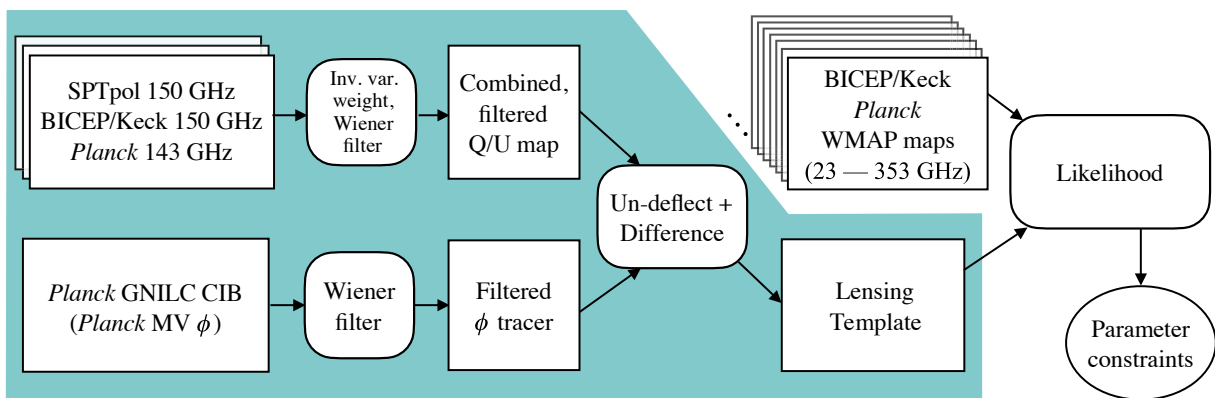 SPTpol 150 GHz
BICEP/Keck 150 GHz
Planck 143 GHz
Inv. var.
weight,
Wiener
filter
Combined,
filtered
Q/U map
Planck GNILC CIB
(Planck MV ϕ)
Wiener
filter
Filtered
ϕ tracer
Un-deflect +
Difference
Lensing
Template
BICEP/Keck
Planck
WMAP maps
(23 — 353 GHz)
Likelihood
Parameter
constraints